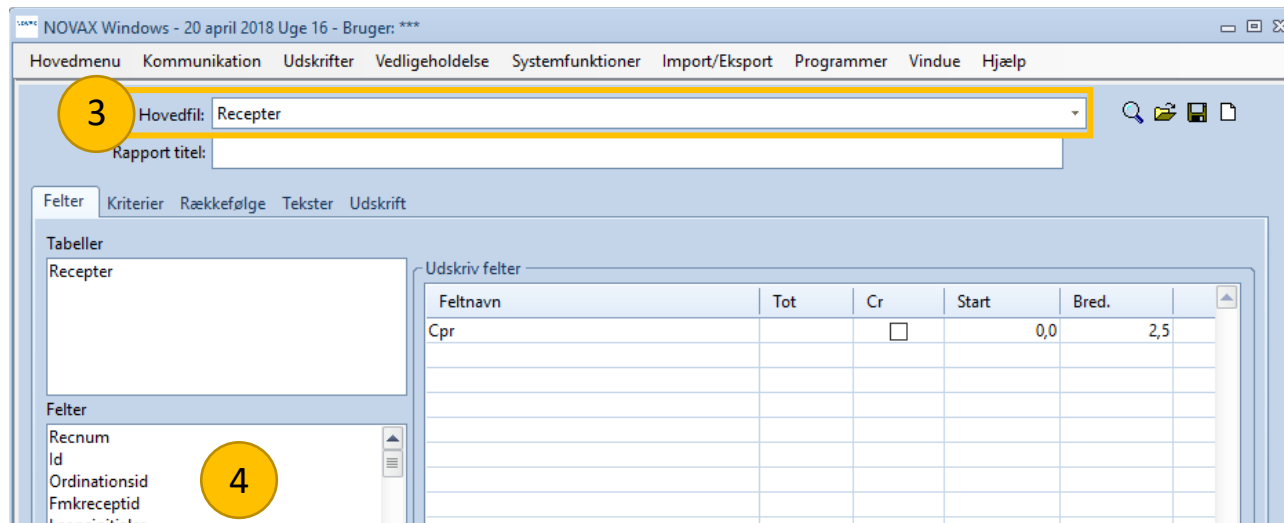 NOVAX Windows - 20 april 2018 Uge 16 - Bruger: ***
Hovedmenu Kommunikation Udskrifter Vedligeholdelse Systemfunktioner Import/Eksport Programmer Vindue Hjælp
3 Hovedfil: Recepter
Rapport titel:
Felter Kriterier Rækkefølge Tekster Udskrift
Tabeller
Recepter
Udskriv felter
Feltnavn Tot Cr Start Bred.
Cpr 0,0 2,5
Felter
Recnum
Id
Ordinationsid
4
Fmkreceptid